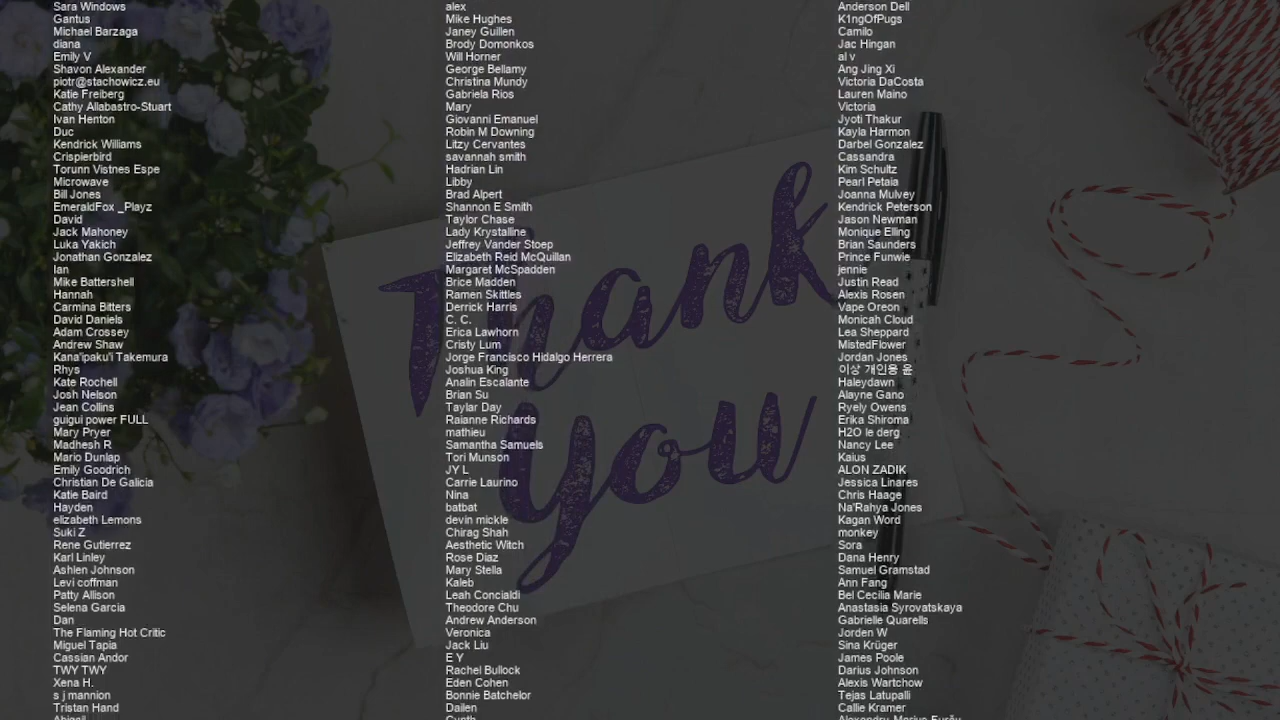 Sara Windows
Gantus
Michael Barzaga
diana
Emily V
Shavon Alexander
piotr@stachowicz.eu
Katie Freiberg
Cathy Allabastro-Stuart
Ivan Henton
Duc
Kendrick Williams
Crispierbird
Torunn Vistnes Espe
Microwave
Bill Jones
EmeraldFox _Playz
David
Jack Mahoney
Luka Yakich
Jonathan Gonzalez
Ian
Mike Battershell
Hannah
Carmina Bitters
David Daniels
Adam Crossey
Andrew Shaw
Kana'ipaku'i Takemura
Rhys
Kate Rochell
Josh Nelson
Jean Collins
guigui power FULL
Mary Pryer
Madhesh R
Mario Dunlap
Emily Goodrich
Christian De Galicia
Katie Baird
Hayden
elizabeth Lemons
Suki Z
Rene Gutierrez
Karl Linley
Ashlen Johnson
Levi coffman
Patty Allison
Selena Garcia
Dan
The Flaming Hot Critic
Miguel Tapia
Cassian Andor
TWY TWY
Xena H.
s j mannion
Tristan Hand
Abigail
alex
Mike Hughes
Janey Guillen
Brody Domonkos
Will Horner
George Bellamy
Christina Mundy
Gabriela Rios
Mary
Giovanni Emanuel
Robin M Downing
Litzy Cervantes
savannah smith
Hadrian Lin
Libby
Brad Alpert
Shannon E Smith
Taylor Chase
Lady Krystalline
Jeffrey Vander Stoep
Elizabeth Reid McQuillan
Margaret McSpadden
Brice Madden
Ramen Skittles
Derrick Harris
C. C.
Erica Lawhorn
Cristy Lum
Jorge Francisco Hidalgo Herrera
Joshua King
Analin Escalante
Brian Su
Taylar Day
Raianne Richards
mathieu
Samantha Samuels
Tori Munson
JY L
Carrie Laurino
Nina
batbat
devin mickle
Chirag Shah
Aesthetic Witch
Rose Diaz
Mary Stella
Kaleb
Leah Concialdi
Theodore Chu
Andrew Anderson
Veronica
Jack Liu
E Y
Rachel Bullock
Eden Cohen
Bonnie Batchelor
Dailen
Anderson Dell
K1ngOfPugs
Camilo
Jac Hingan
al v
Ang Jing Xi
Victoria DaCosta
Lauren Maino
Victoria
Jyoti Thakur
Kayla Harmon
Darbel Gonzalez
Cassandra
Kim Schultz
Pearl Petaia
Joanna Mulvey
Kendrick Peterson
Jason Newman
Monique Elling
Brian Saunders
Prince Funwie
jennie
Justin Read
Alexis Rosen
Vape Oreon
Monicah Cloud
Lea Sheppard
MistedFlower
Jordan Jones
이상 개인용 윤
Haleydawn
Alayne Gano
Ryely Owens
Erika Shiroma
H2O le derg
Nancy Lee
Kaius
ALON ZADIK
Jessica Linares
Chris Haage
Na'Rahya Jones
Kagan Word
monkey
Sora
Dana Henry
Samuel Gramstad
Ann Fang
Bel Cecilia Marie
Anastasia Syrovatskaya
Gabrielle Quarells
Jorden W
Sina Krüger
James Poole
Darius Johnson
Alexis Wartchow
Tejas Latupalli
Callie Kramer
Thank
you